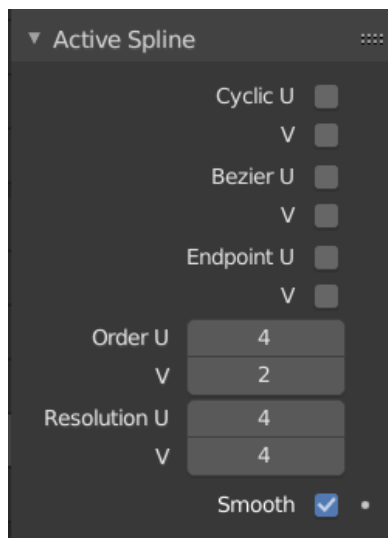 Active Spline
Cyclic U
V
Bezier U
V
Endpoint U
V
Order U 4
V 2
Resolution U 4
V 4
Smooth